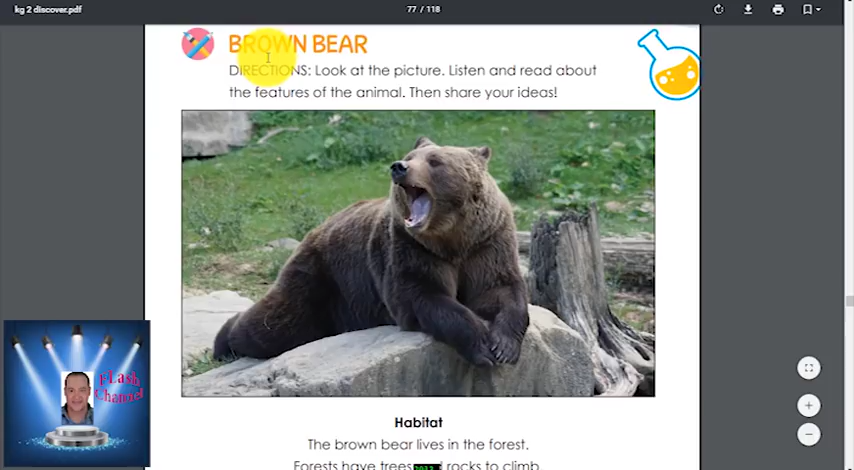 kg 2 discover.pdf
77 / 118
BROWN BEAR
DIRECTIONS: Look at the picture. Listen and read about
the features of the animal. Then share your ideas!
FLash
Channel
Habitat
The brown bear lives in the forest.
Forests have trees rocks to climb.